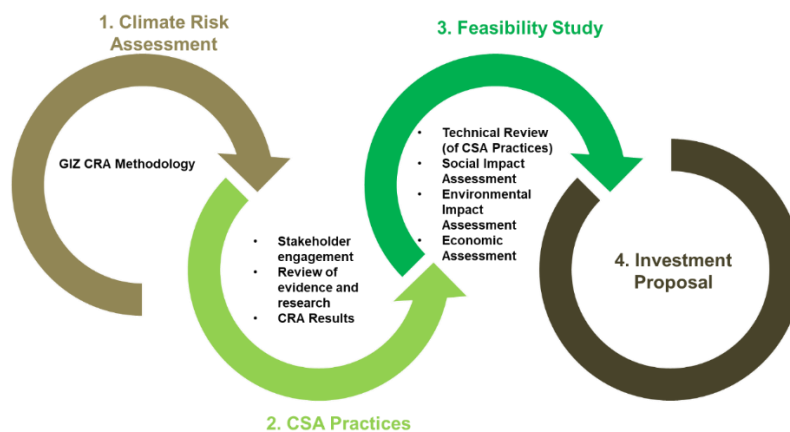 1. Climate Risk
Assessment
GIZ CRA Methodology
• Stakeholder
engagement
• Review of
evidence and
research
• CRA Results
2. CSA Practices
3. Feasibility Study
• Technical Review
(of CSA Practices)
• Social Impact
Assessment
• Environmental
Impact
Assessment
• Economic
Assessment
4. Investment
Proposal